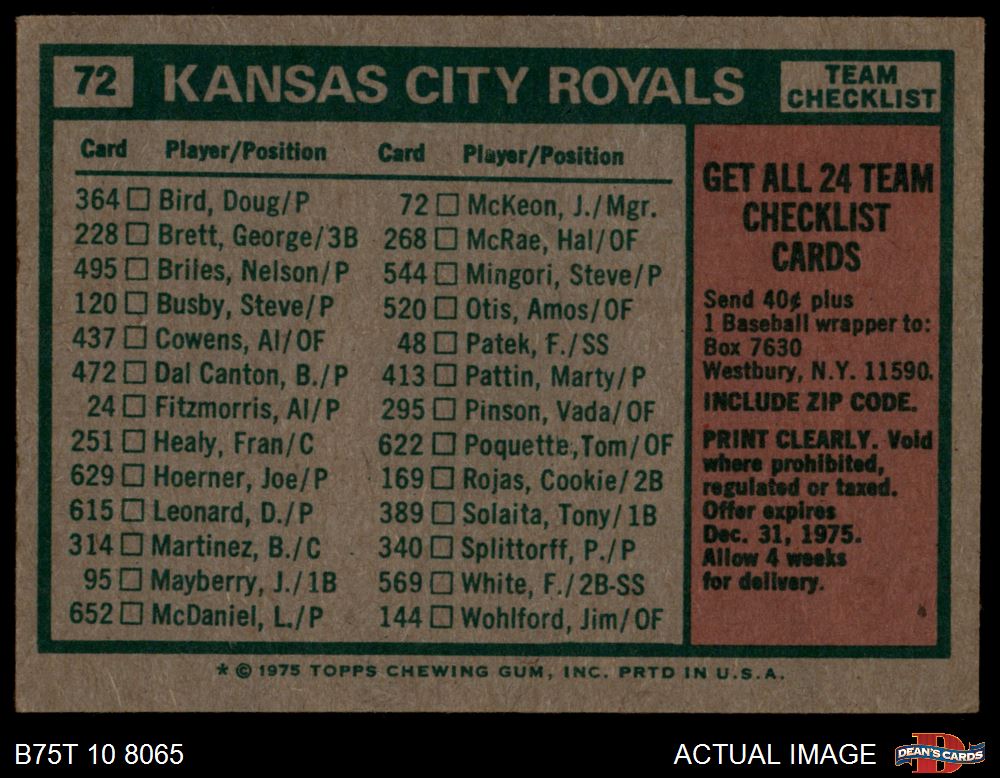 72 KANSAS CITY ROYALS TEAM CHECKLIST
Card Player/Position Card Player/Position
364 □ Bird, Doug/P
228 □ Brett, George/3B
495 □ Briles, Nelson/P
120 □ Busby, Steve/P
437 □ Cowens, Al/OF
472 □ Dal Canton, B./P
24 □ Fitzmorris, Al/P
251 □ Healy, Fran/C
629 □ Hoerner, Joe/P
615 □ Leonard, D./P
314 □ Martinez, B./C
95 □ Mayberry, J./1B
652 □ McDaniel, L./P
72 □ McKeon, J./Mgr.
268 □ McRae, Hal/OF
544 □ Mingori, Steve/P
520 □ Otis, Amos/OF
48 □ Patek, F./SS
413 □ Pattin, Marty/P
295 □ Pinson, Vada/OF
622 □ Poquette, Tom/OF
169 □ Rojas, Cookie/2B
389 □ Solaita, Tony/1B
340 □ Splittorff, P./P
569 □ White, F./2B-SS
144 □ Wohlford, Jim/OF
GET ALL 24 TEAM
CHECKLIST
CARDS
Send 40¢ plus
1 Baseball wrapper to:
Box 7630
Westbury, N.Y. 11590.
INCLUDE ZIP CODE.
PRINT CLEARLY. Void
where prohibited,
regulated or taxed.
Offer expires
Dec. 31, 1975.
Allow 4 weeks
for delivery.
* © 1975 TOPPS CHEWING GUM, INC. PRTD IN U.S.A.
B75T 10 8065
ACTUAL IMAGE
D
DEAN'S CARDS